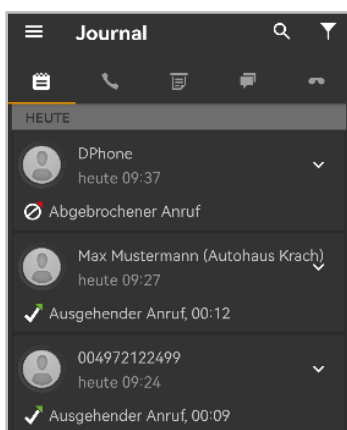 Journal
HEUTE
DPhone
heute 09:37
Abgebrochener Anruf
Max Mustermann (Autohaus Krach)
heute 09:27
Ausgehender Anruf, 00:12
004972122499
heute 09:24
Ausgehender Anruf, 00:09